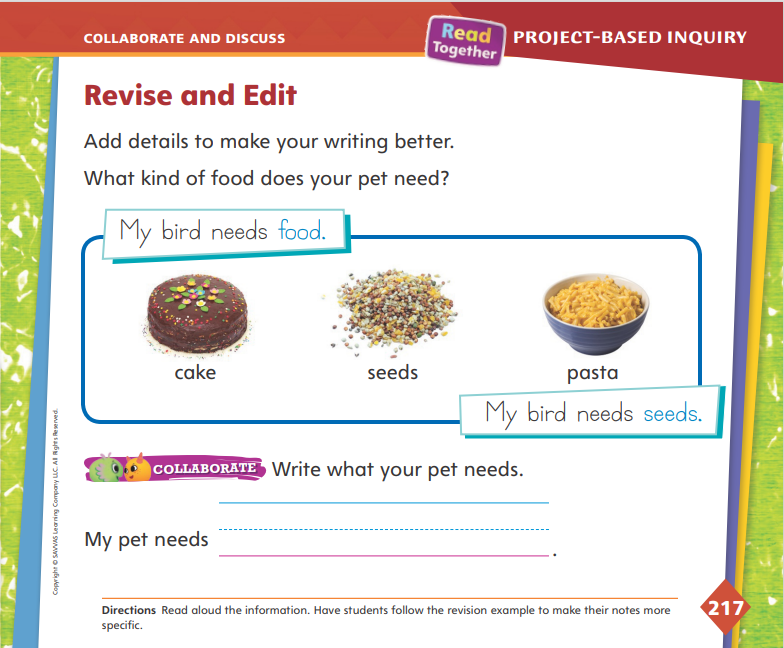 COLLABORATE AND DISCUSS
Read
Together
PROJECT-BASED INQUIRY
Revise and Edit
Add details to make your writing better.
What kind of food does your pet need?
My bird needs food.
cake
seeds
pasta
My bird needs seeds.
COLLABORATE Write what your pet needs.
My pet needs .
Copyright © SAVVAS Learning Company LLC. All Rights Reserved.
Directions Read aloud the information. Have students follow the revision example to make their notes more
specific.
217